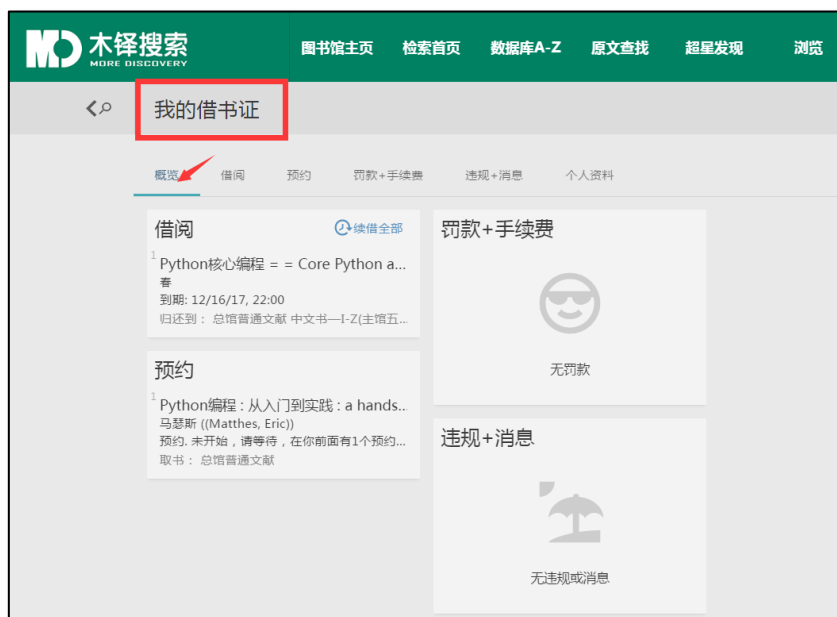 木铎搜索
MORE DISCOVERY
图书馆主页 检索首页 数据库A-Z 原文查找 超星发现 浏览
我的借书证
概览 借阅 预约 罚款+手续费 违规+消息 个人资料
借阅 续借全部
1 Python核心编程 = = Core Python a...
春
到期: 12/16/17, 22:00
归还到： 总馆普通文献 中文书—I-Z(主馆五...
预约
1 Python编程 : 从入门到实践 : a hands...
马瑟斯 ((Matthes, Eric))
预约. 未开始，请等待，在你前面有1个预约...
取书： 总馆普通文献
罚款+手续费
无罚款
违规+消息
无违规或消息